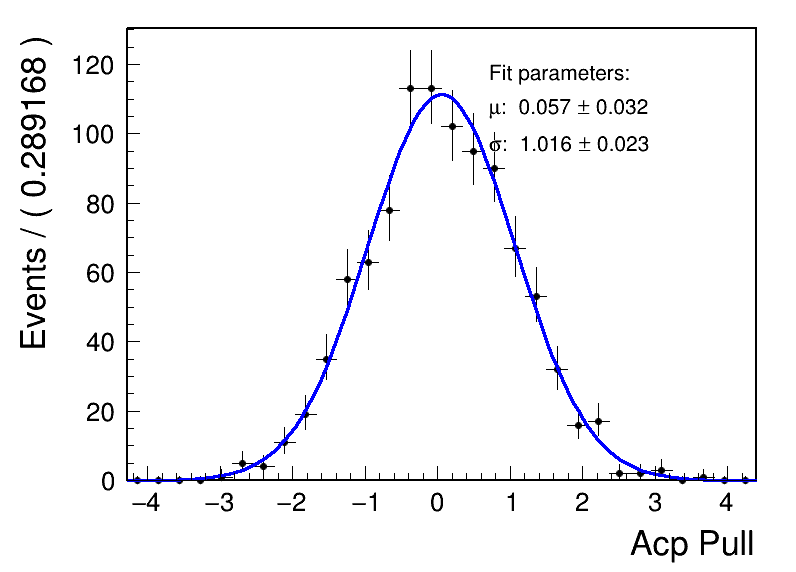 Events / ( 0.289168 )
120
100
80
60
40
20
0
Fit parameters:
μ: 0.057 ± 0.032
σ: 1.016 ± 0.023
−4 −3 −2 −1 0 1 2 3 4
Acp Pull